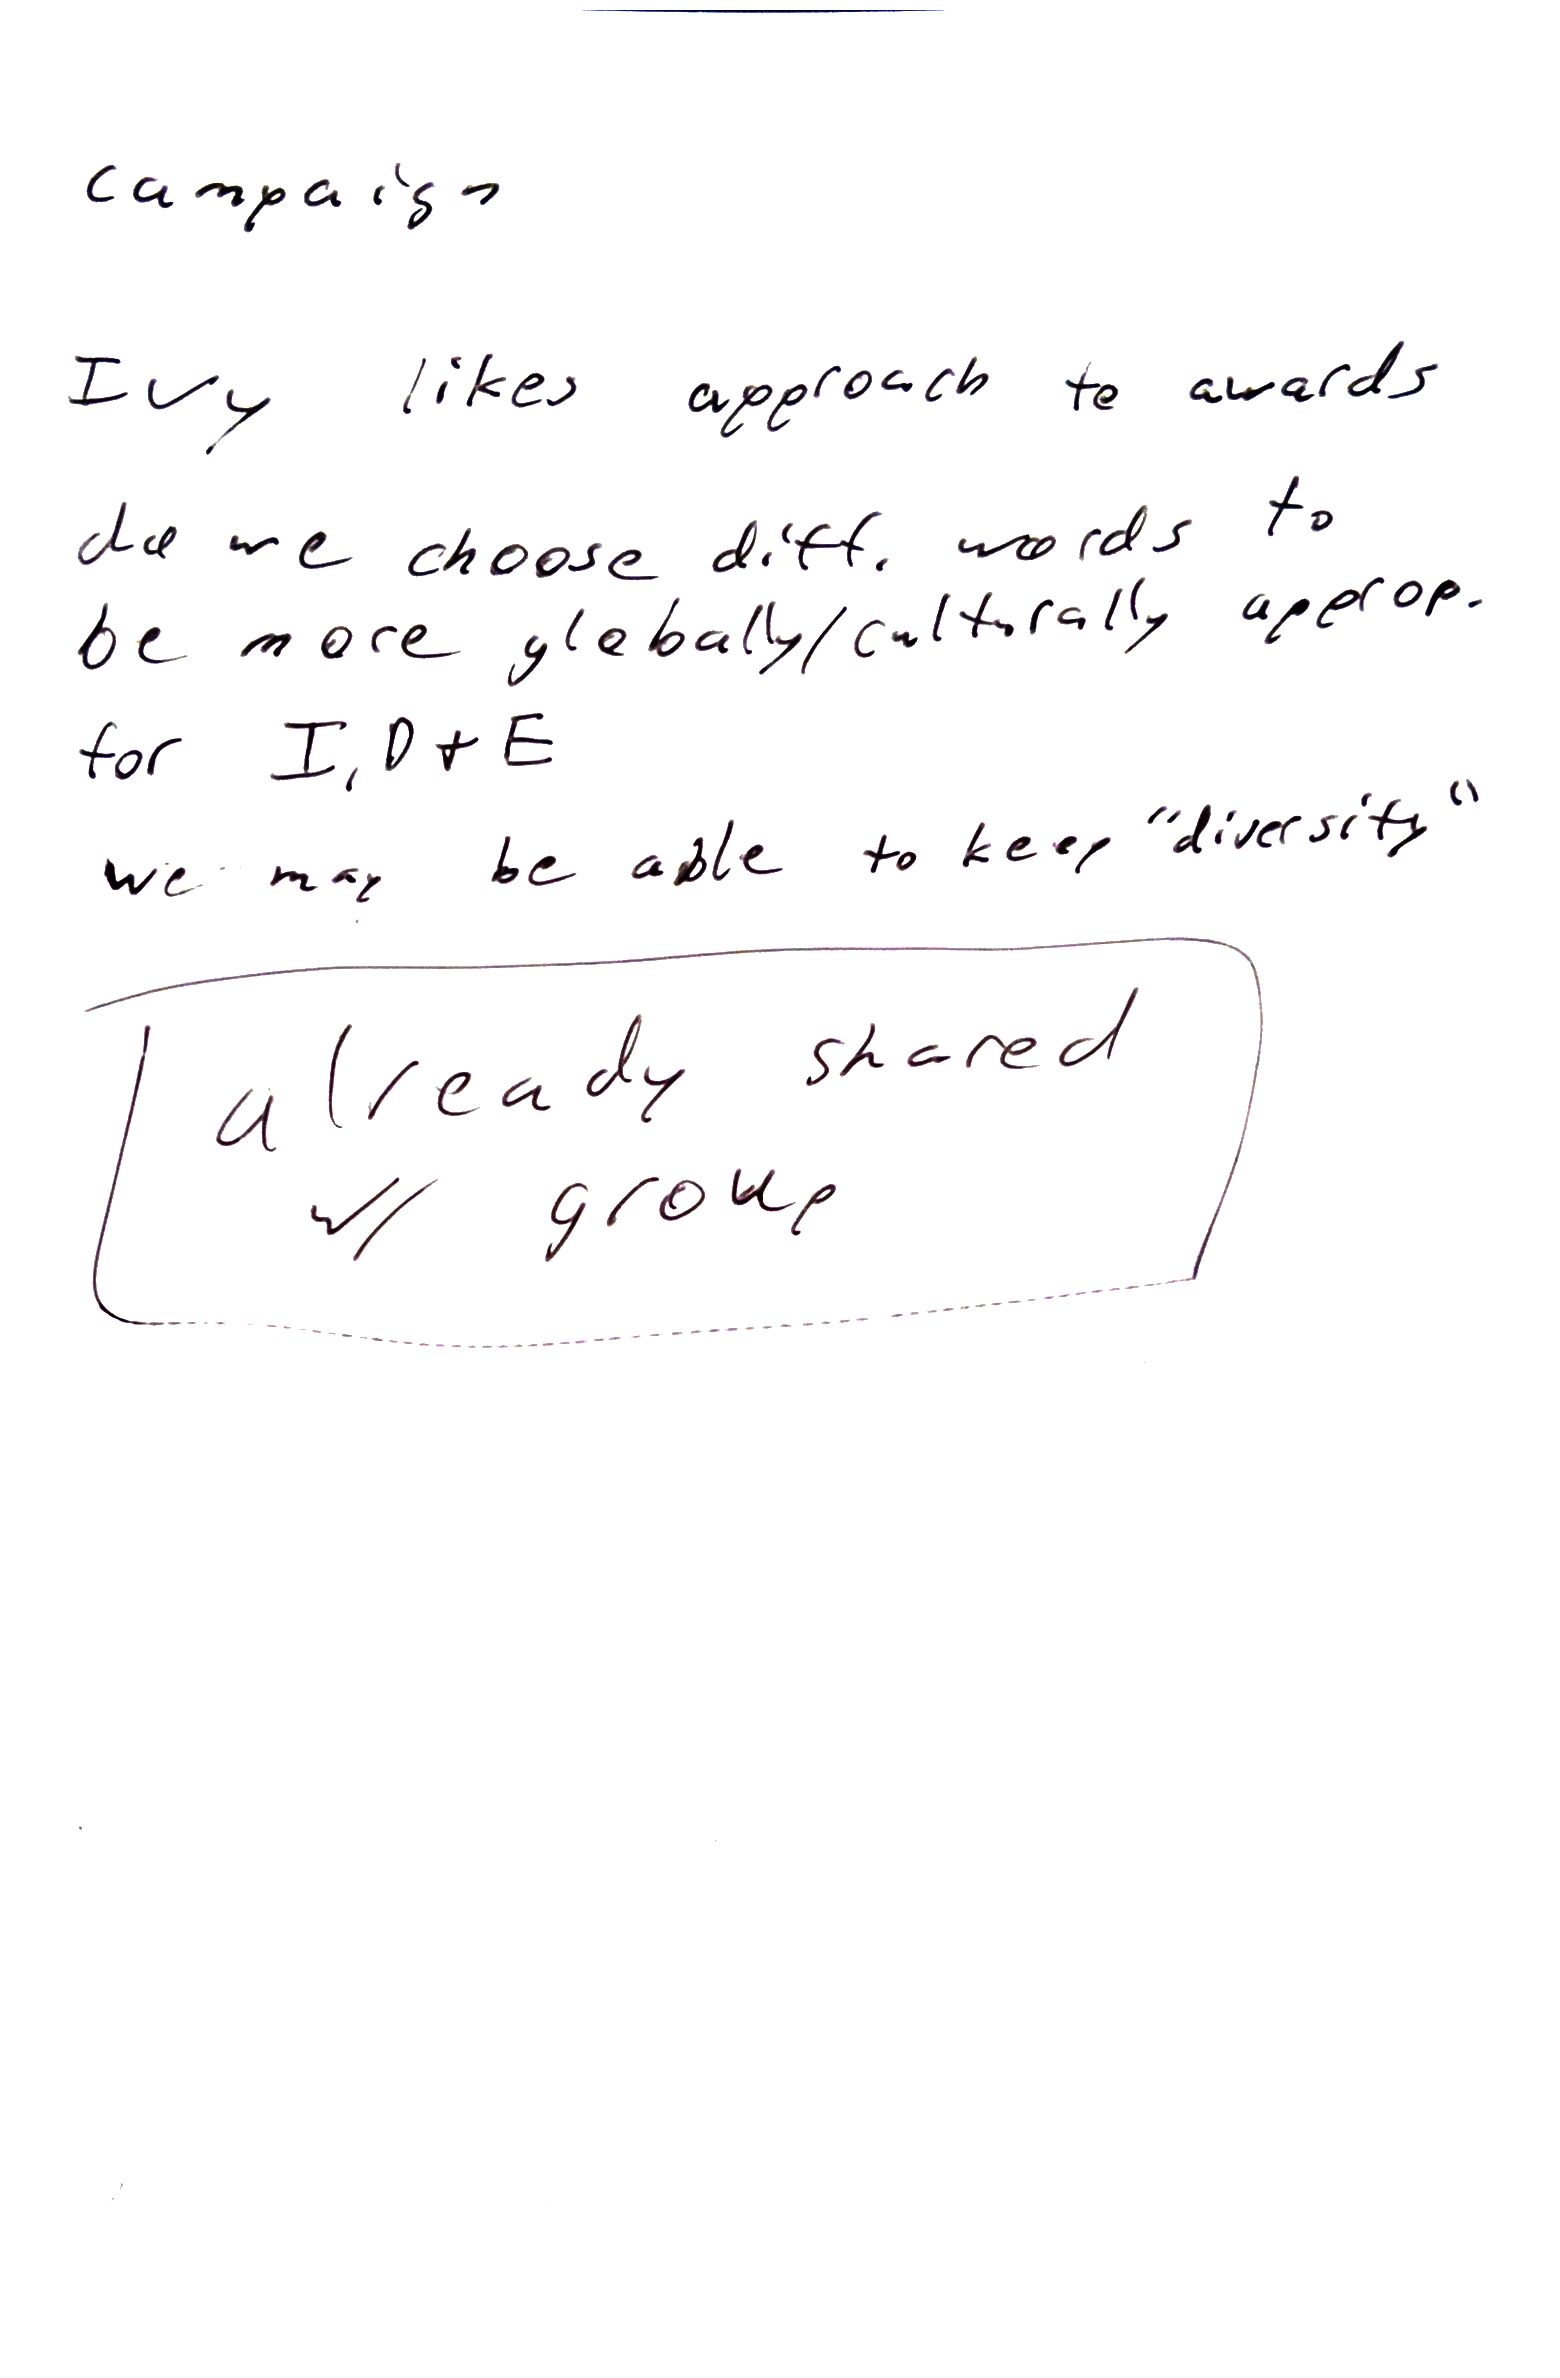 campaign
Ivy likes approach to awards
do we choose diff. words to
be more globally/culturally approp.
for I, D + E
we may be able to keep "diversity"
already shared
w/ group